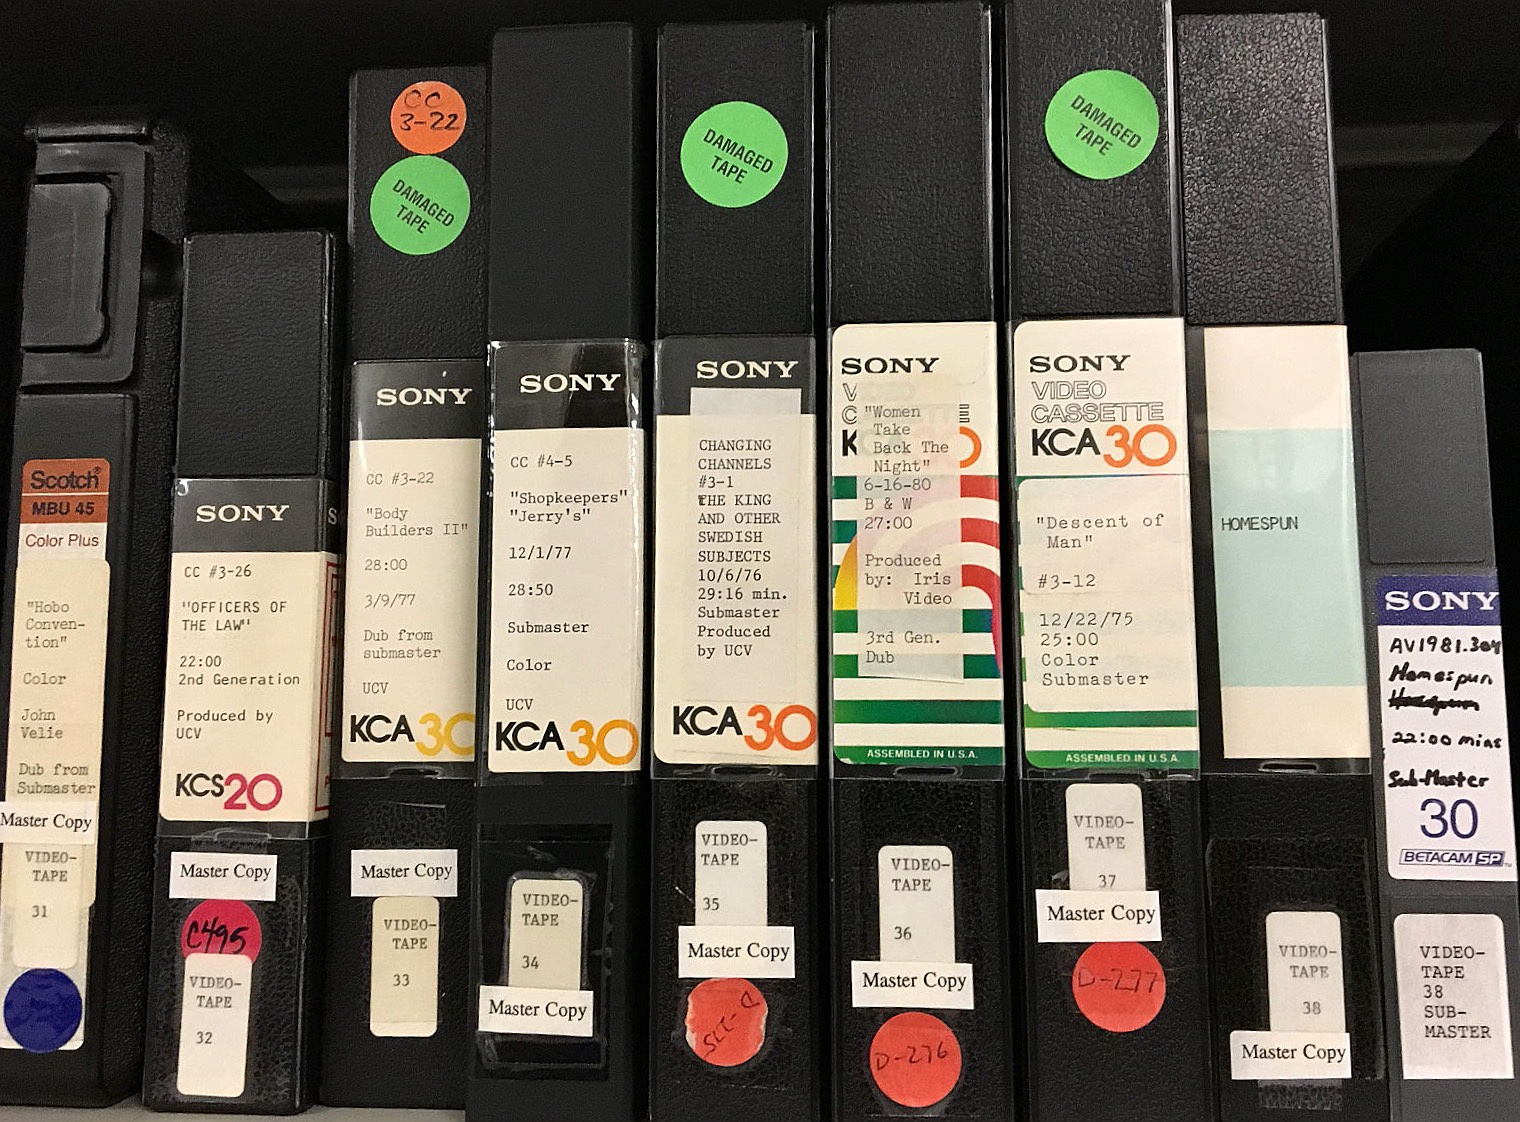 Scotch®
MBU 45
Color Plus
"Hobo
Conven-
tion"
Color
John
Velie
Dub from
Submaster
Master Copy
VIDEO-
TAPE
31
SONY
CC #3-26
"OFFICERS OF
THE LAW"
22:00
2nd Generation
Produced by
UCV
KCS20
Master Copy
C495
VIDEO-
TAPE
32
CC
3-22
DAMAGED
TAPE
SONY
CC #3-22
"Body
Builders II"
28:00
3/9/77
Dub from
submaster
UCV
KCA30
Master Copy
VIDEO-
TAPE
33
SONY
CC #4-5
"Shopkeepers"
"Jerry's"
12/1/77
28:50
Submaster
Color
UCV
KCA30
VIDEO-
TAPE
34
Master Copy
DAMAGED
TAPE
SONY
CHANGING
CHANNELS
#3-1
THE KING
AND OTHER
SWEDISH
SUBJECTS
10/6/76
29:16 min.
Submaster
Produced
by UCV
KCA30
VIDEO-
TAPE
35
Master Copy
D-275
SONY
"Women
Take
Back The
Night"
6-16-80
B & W
27:00
Produced
by: Iris
Video
3rd Gen.
Dub
ASSEMBLED IN U.S.A.
VIDEO-
TAPE
36
Master Copy
D-276
DAMAGED
TAPE
SONY
VIDEO
CASSETTE
KCA30
"Descent of
Man"
#3-12
12/22/75
25:00
Color
Submaster
ASSEMBLED IN U.S.A.
VIDEO-
TAPE
37
Master Copy
D-277
HOMESPUN
VIDEO-
TAPE
38
Master Copy
SONY
AV1981.304
Homespun
22:00 mins
Sub-Master
30
BETACAM SP
VIDEO-
TAPE
38
SUB-
MASTER